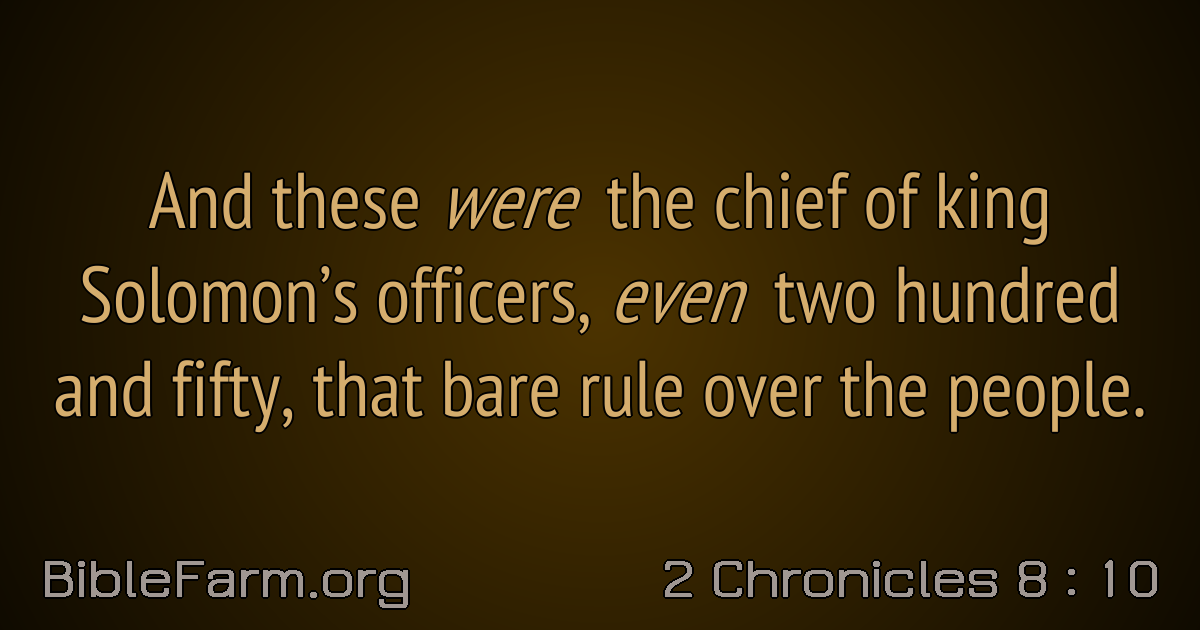 And these were the chief of king
Solomon’s officers, even two hundred
and fifty, that bare rule over the people.
BibleFarm.org
2 Chronicles 8 : 10